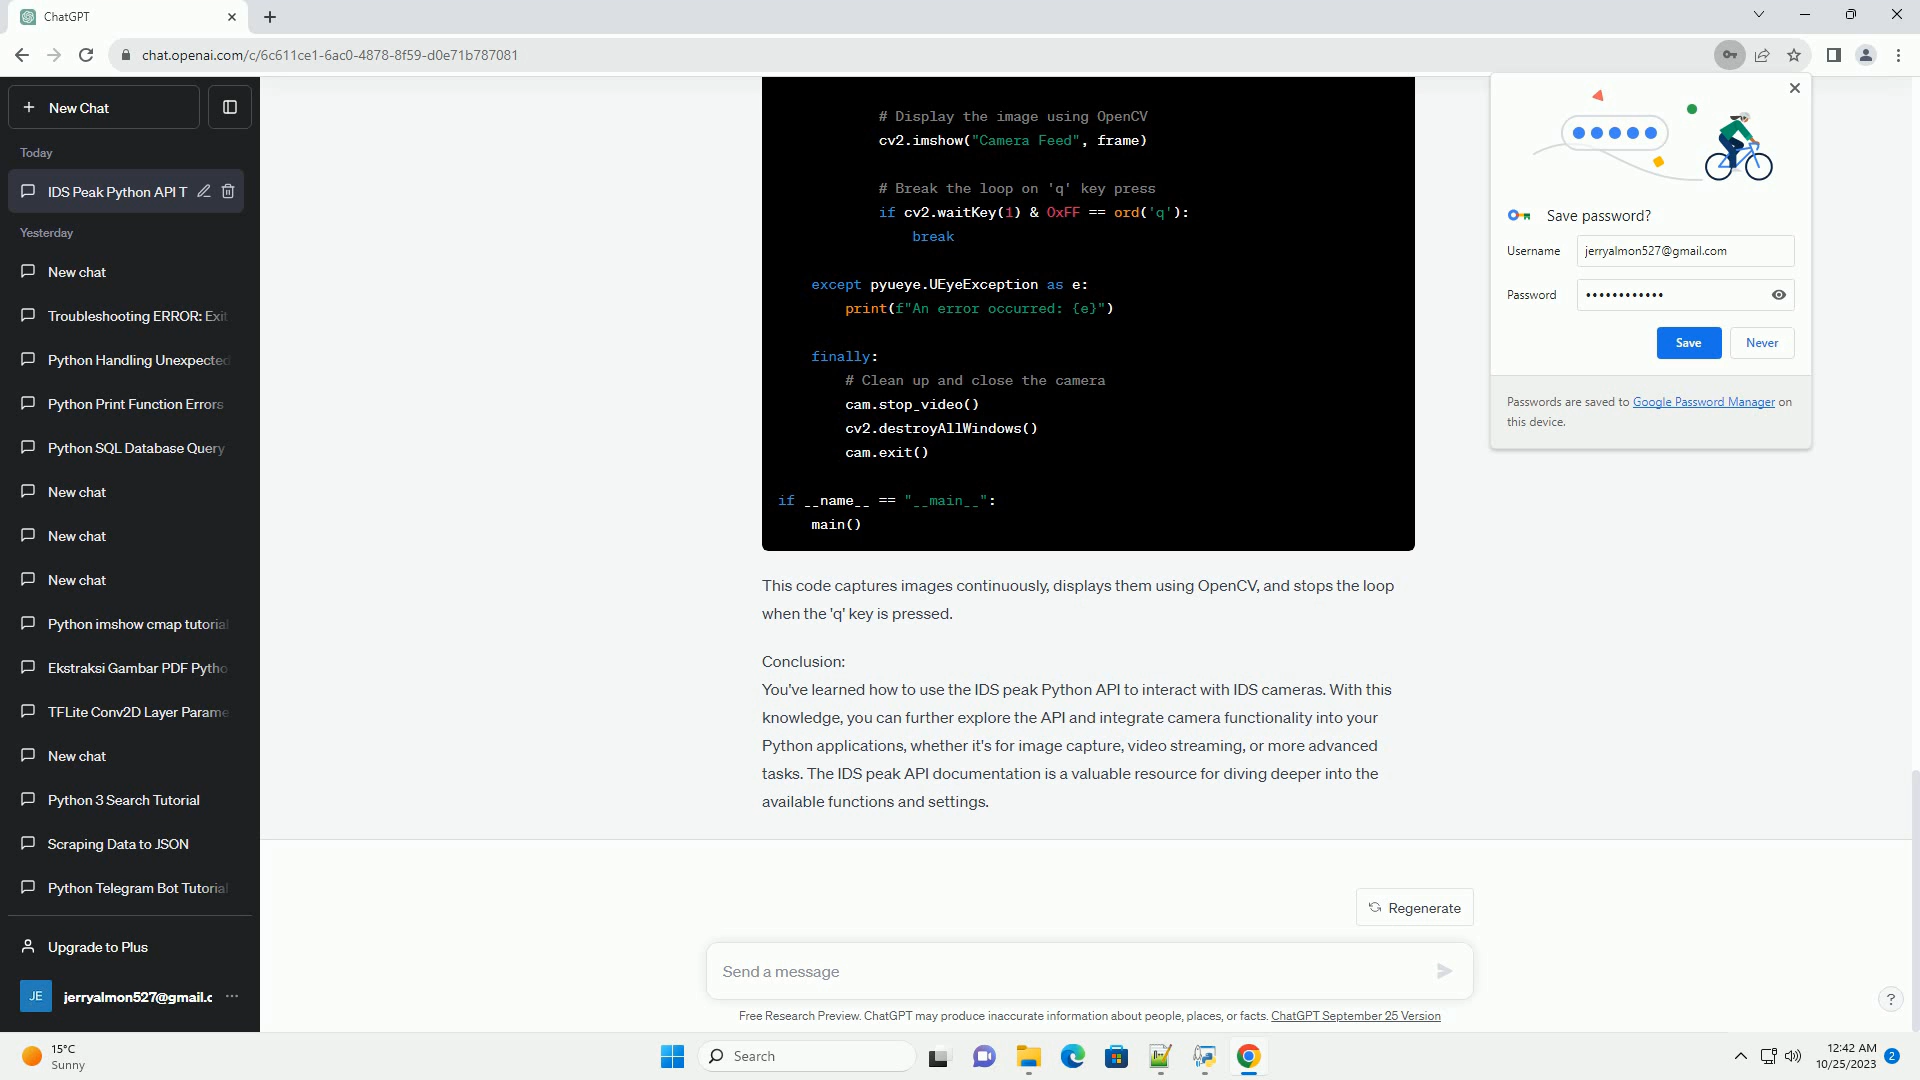 ChatGPT
chat.openai.com/c/6c611ce1-6ac0-4878-8f59-d0e71b787081
New Chat
Today
IDS Peak Python API T
Yesterday
New chat
Troubleshooting ERROR: Exit
Python Handling Unexpected
Python Print Function Errors
Python SQL Database Query
New chat
New chat
New chat
Python imshow cmap tutorial
Ekstraksi Gambar PDF Pytho
TFLite Conv2D Layer Parame
New chat
Python 3 Search Tutorial
Scraping Data to JSON
Python Telegram Bot Tutorial
Upgrade to Plus
JE
jerryalmon527@gmail.c
# Display the image using OpenCV
cv2.imshow("Camera Feed", frame)
# Break the loop on 'q' key press
if cv2.waitKey(1) & 0xFF == ord('q'):
break
except pyueye.UEyeException as e:
print(f"An error occurred: {e}")
finally:
# Clean up and close the camera
cam.stop_video()
cv2.destroyAllWindows()
cam.exit()
if __name__ == "__main__":
main()
This code captures images continuously, displays them using OpenCV, and stops the loop
when the 'q' key is pressed.
Conclusion:
You've learned how to use the IDS peak Python API to interact with IDS cameras. With this
knowledge, you can further explore the API and integrate camera functionality into your
Python applications, whether it's for image capture, video streaming, or more advanced
tasks. The IDS peak API documentation is a valuable resource for diving deeper into the
available functions and settings.
Regenerate
Send a message
Free Research Preview. ChatGPT may produce inaccurate information about people, places, or facts. ChatGPT September 25 Version
?
Save password?
Username jerryalmon527@gmail.com
Password ••••••••••••
Save Never
Passwords are saved to Google Password Manager on
this device.
15°C
Sunny
Search
12:42 AM
10/25/2023
2